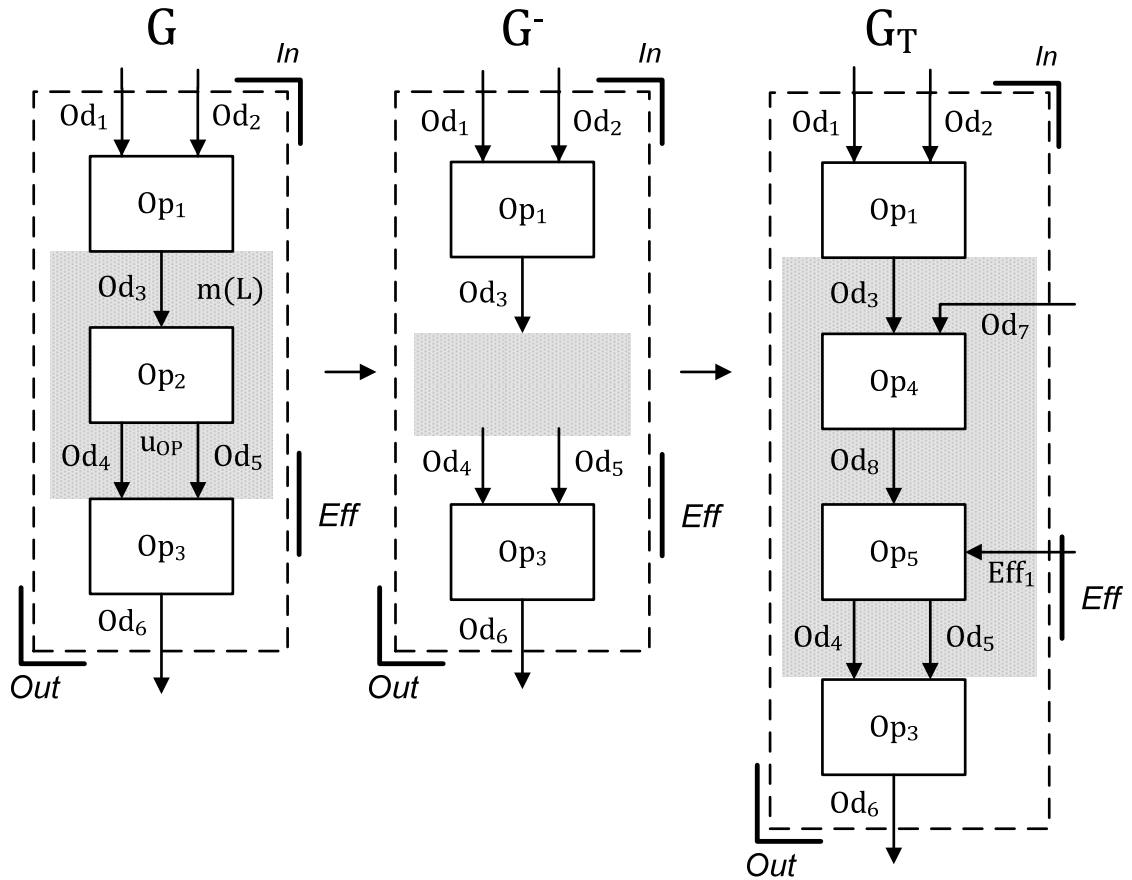 G
In
Od₁
Od₂
Op₁
Od₃
m(L)
Op₂
Od₄
u_OP
Od₅
Eff
Op₃
Od₆
Out
G⁻
In
Od₁
Od₂
Op₁
Od₃
Od₄
Od₅
Eff
Op₃
Od₆
Out
G_T
In
Od₁
Od₂
Op₁
Od₃
Od₇
Op₄
Od₈
Op₅
Eff₁
Eff
Od₄
Od₅
Op₃
Od₆
Out